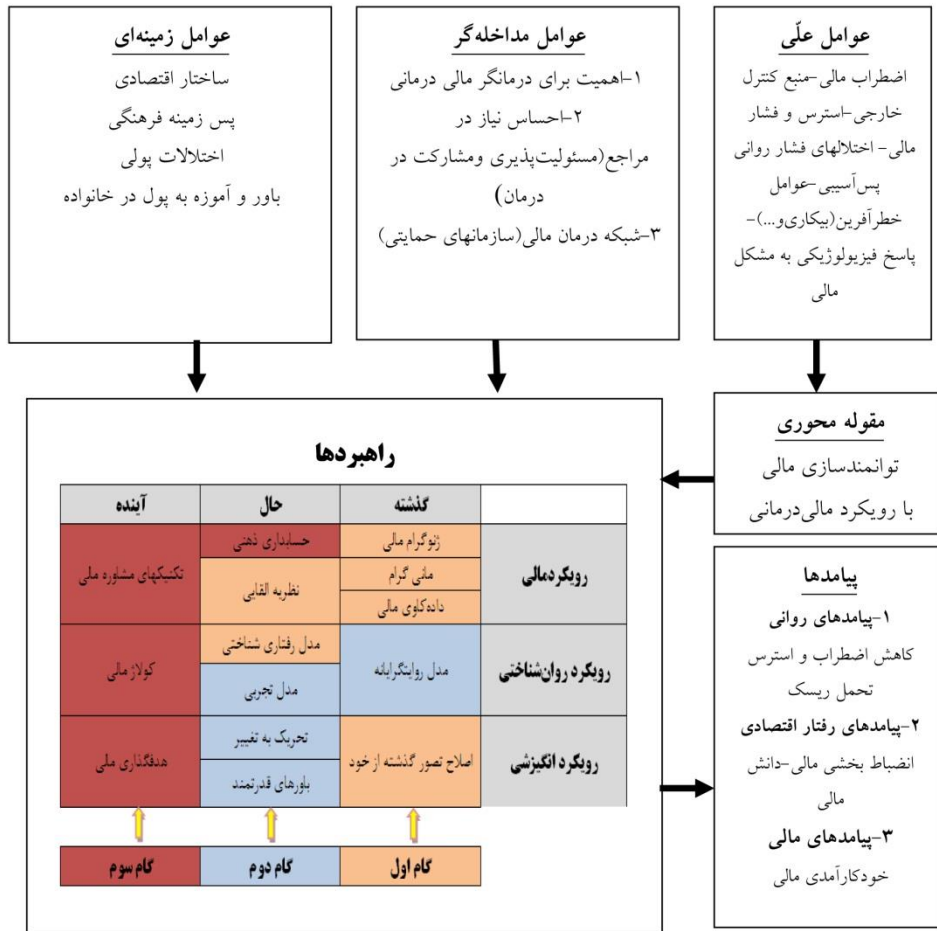 عوامل علّی
اضطراب مالی-منبع کنترل
خارجی-استرس و فشار
مالی- اختلالهای فشار روانی
پس‌آسیبی-عوامل
خطرآفرین(بیکاری‌و...)-
پاسخ فیزیولوژیکی به مشکل
مالی
عوامل مداخله‌گر
۱-اهمیت برای درمانگر مالی درمانی
۲-احساس نیاز در
مراجع(مسئولیت‌پذیری ومشارکت در
درمان)
۳-شبکه درمان مالی(سازمانهای حمایتی)
عوامل زمینه‌ای
ساختار اقتصادی
پس زمینه فرهنگی
اختلالات پولی
باور و آموزه به پول در خانواده
مقوله محوری
توانمندسازی مالی
با رویکرد مالی‌درمانی
راهبردها
گذشته حال آینده
رویکردمالی
ژنوگرام مالی
مانی گرام
داده‌کاوی مالی
حسابداری ذهنی
نظریه القایی
تکنیکهای مشاوره ملی
رویکرد روان‌شناختی
مدل روایتگرایانه
مدل رفتاری شناختی
مدل تجربی
کولاژ مالی
رویکرد انگیزشی
اصلاح تصور گذشته از خود
تحریک به تغییر
باورهای قدرتمند
هدفگذاری ملی
گام اول گام دوم گام سوم
پیامدها
۱-پیامدهای روانی
کاهش اضطراب و استرس
تحمل ریسک
۲-پیامدهای رفتار اقتصادی
انضباط بخشی مالی-دانش
مالی
۳-پیامدهای مالی
خودکارآمدی مالی